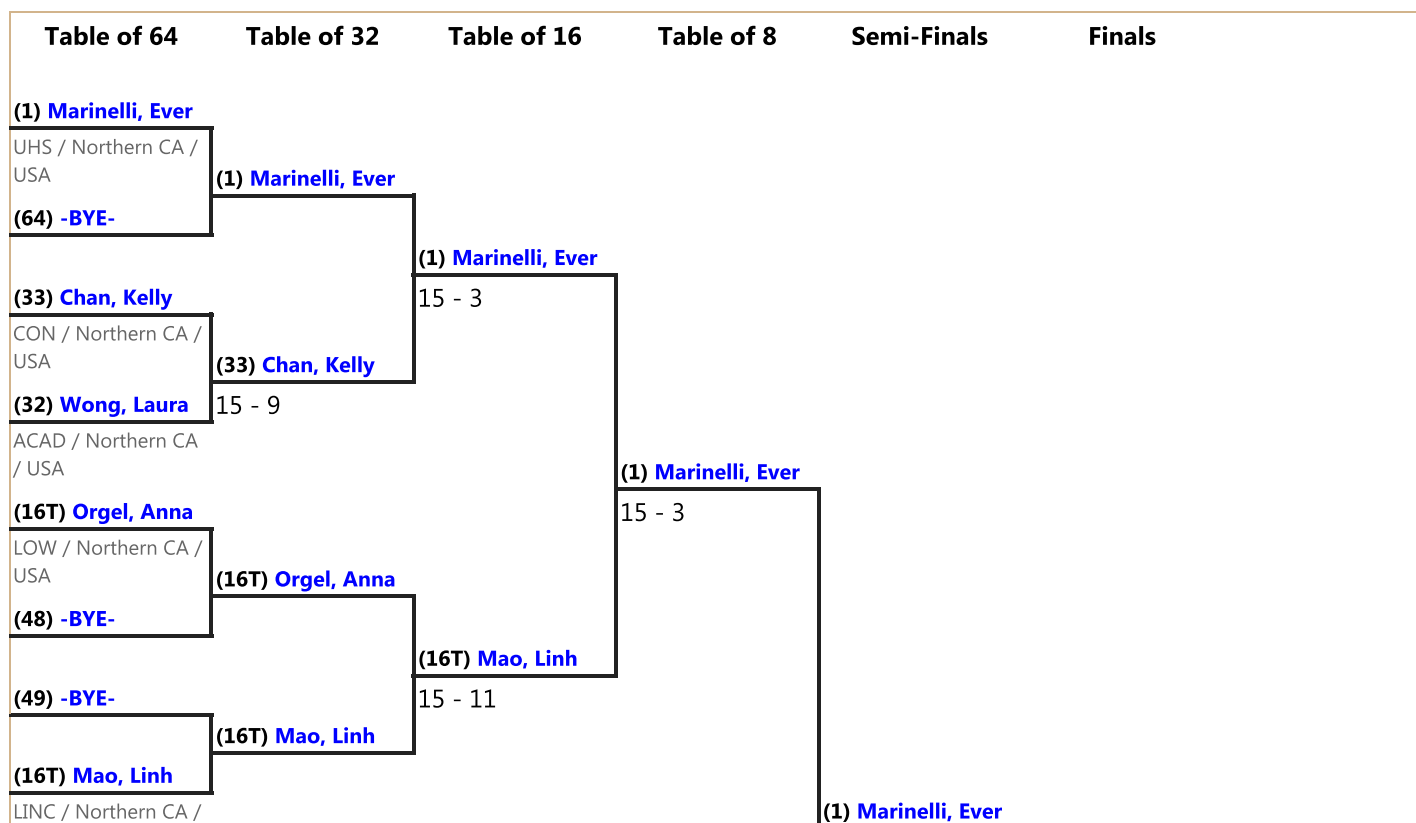 Table of 64 Table of 32 Table of 16 Table of 8 Semi-Finals Finals
(1) Marinelli, Ever
UHS / Northern CA /
USA
(1) Marinelli, Ever
(64) -BYE-
(1) Marinelli, Ever
15 - 3
(33) Chan, Kelly
CON / Northern CA /
USA
(33) Chan, Kelly
15 - 9
(32) Wong, Laura
ACAD / Northern CA
/ USA
(1) Marinelli, Ever
15 - 3
(16T) Orgel, Anna
LOW / Northern CA /
USA
(16T) Orgel, Anna
(48) -BYE-
(16T) Mao, Linh
15 - 11
(49) -BYE-
(16T) Mao, Linh
(16T) Mao, Linh
LINC / Northern CA /
(1) Marinelli, Ever